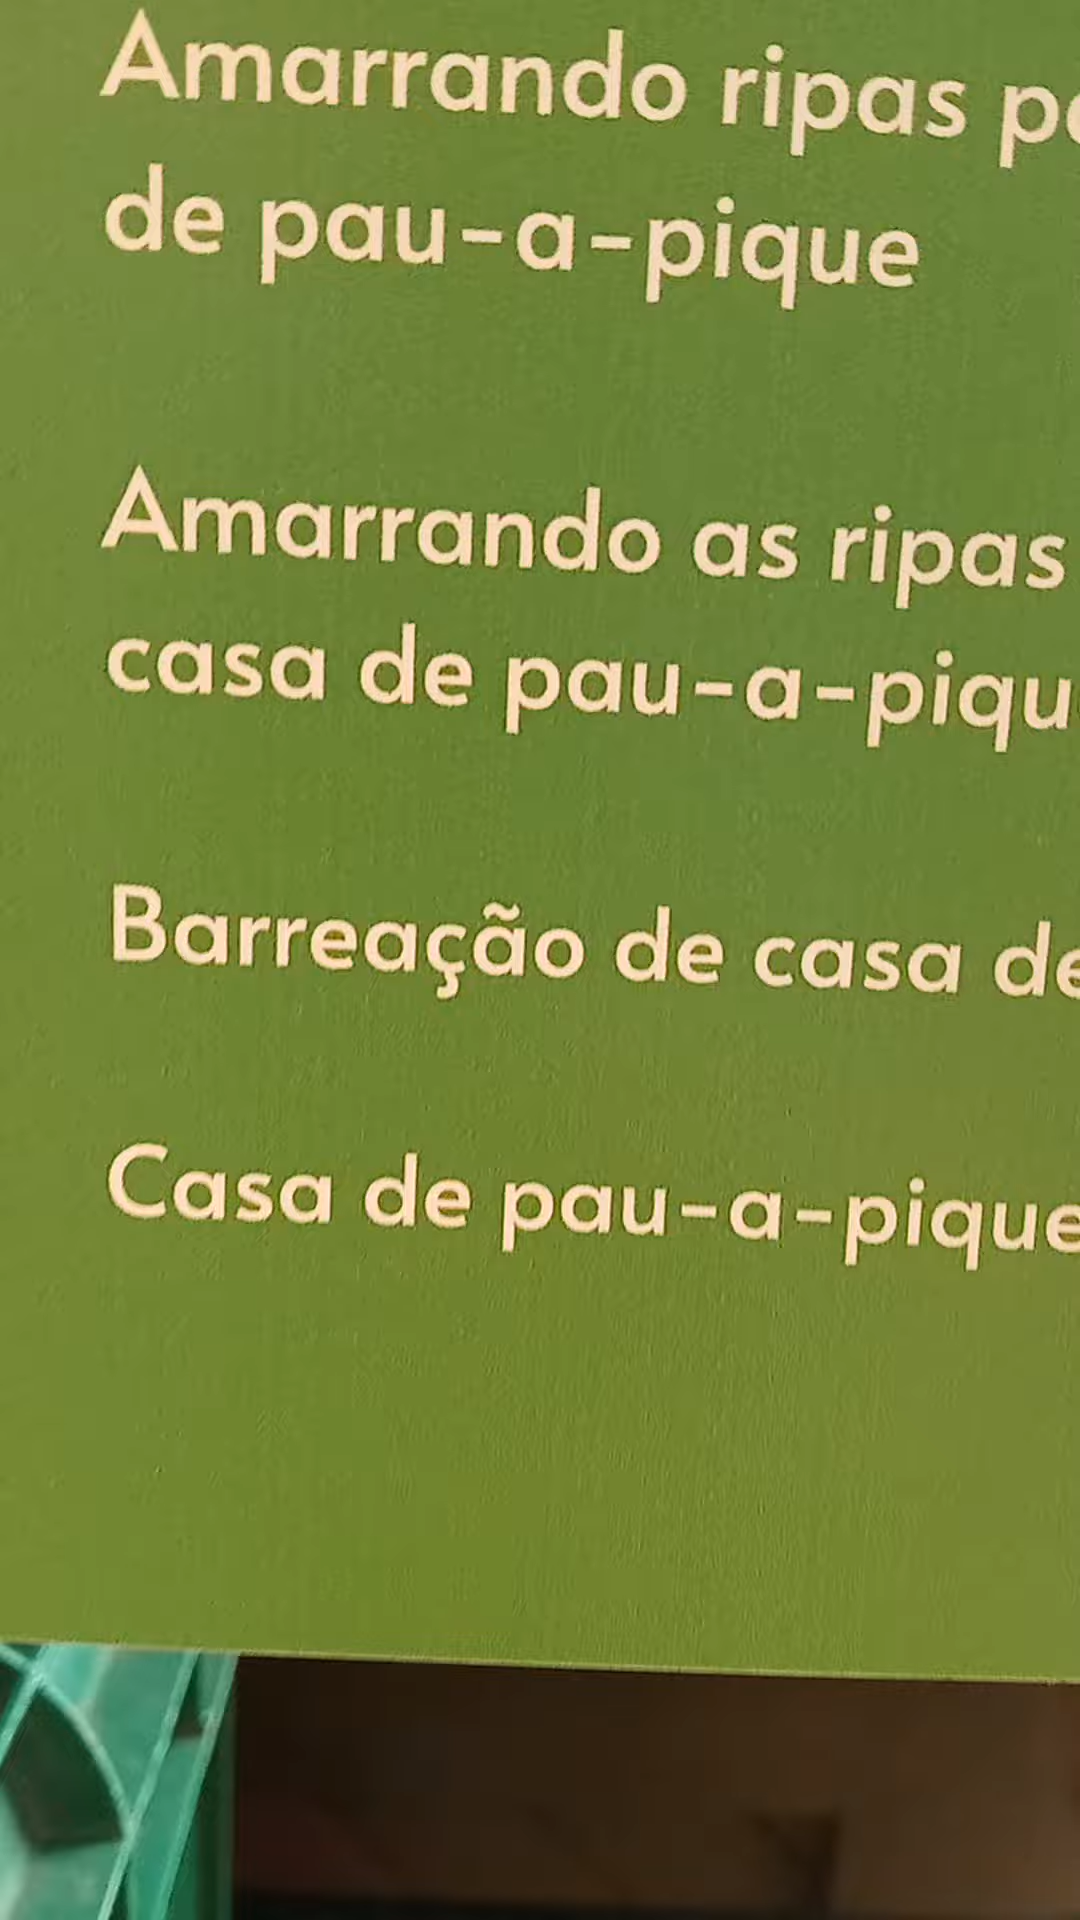 Amarrando ripas
de pau-a-pique
Amarrando as ripas
casa de pau-a-piqu
Barreação de casa de
Casa de pau-a-pique